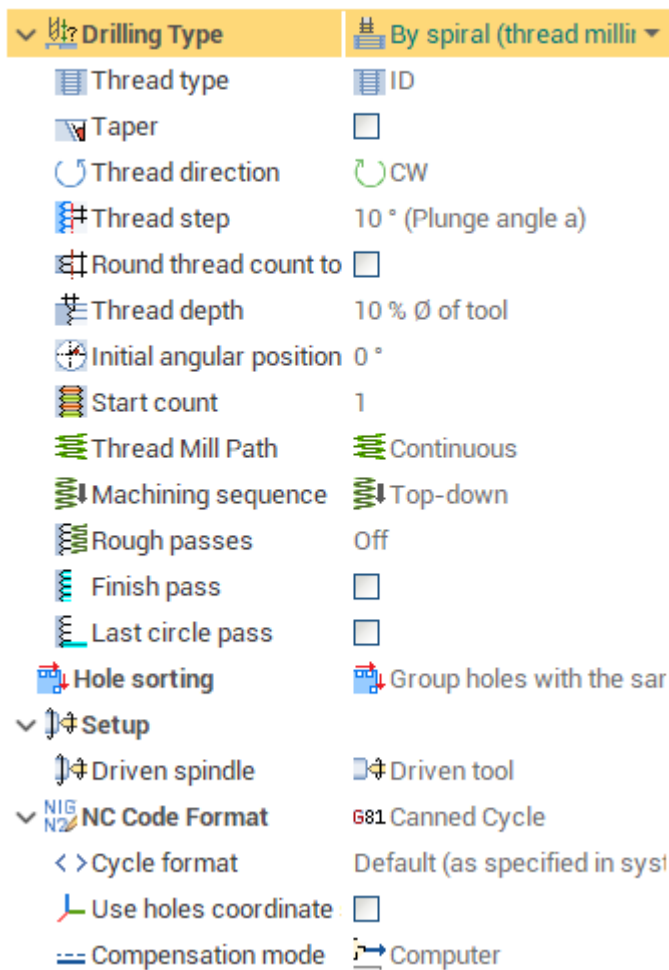 Drilling Type By spiral (thread millir
Thread type ID
Taper
Thread direction CW
Thread step 10 ° (Plunge angle a)
Round thread count to
Thread depth 10 % Ø of tool
Initial angular position 0 °
Start count 1
Thread Mill Path Continuous
Machining sequence Top-down
Rough passes Off
Finish pass
Last circle pass
Hole sorting Group holes with the sar
Setup
Driven spindle Driven tool
NIG
N2 NC Code Format G81 Canned Cycle
Cycle format Default (as specified in syst
Use holes coordinate
Compensation mode Computer